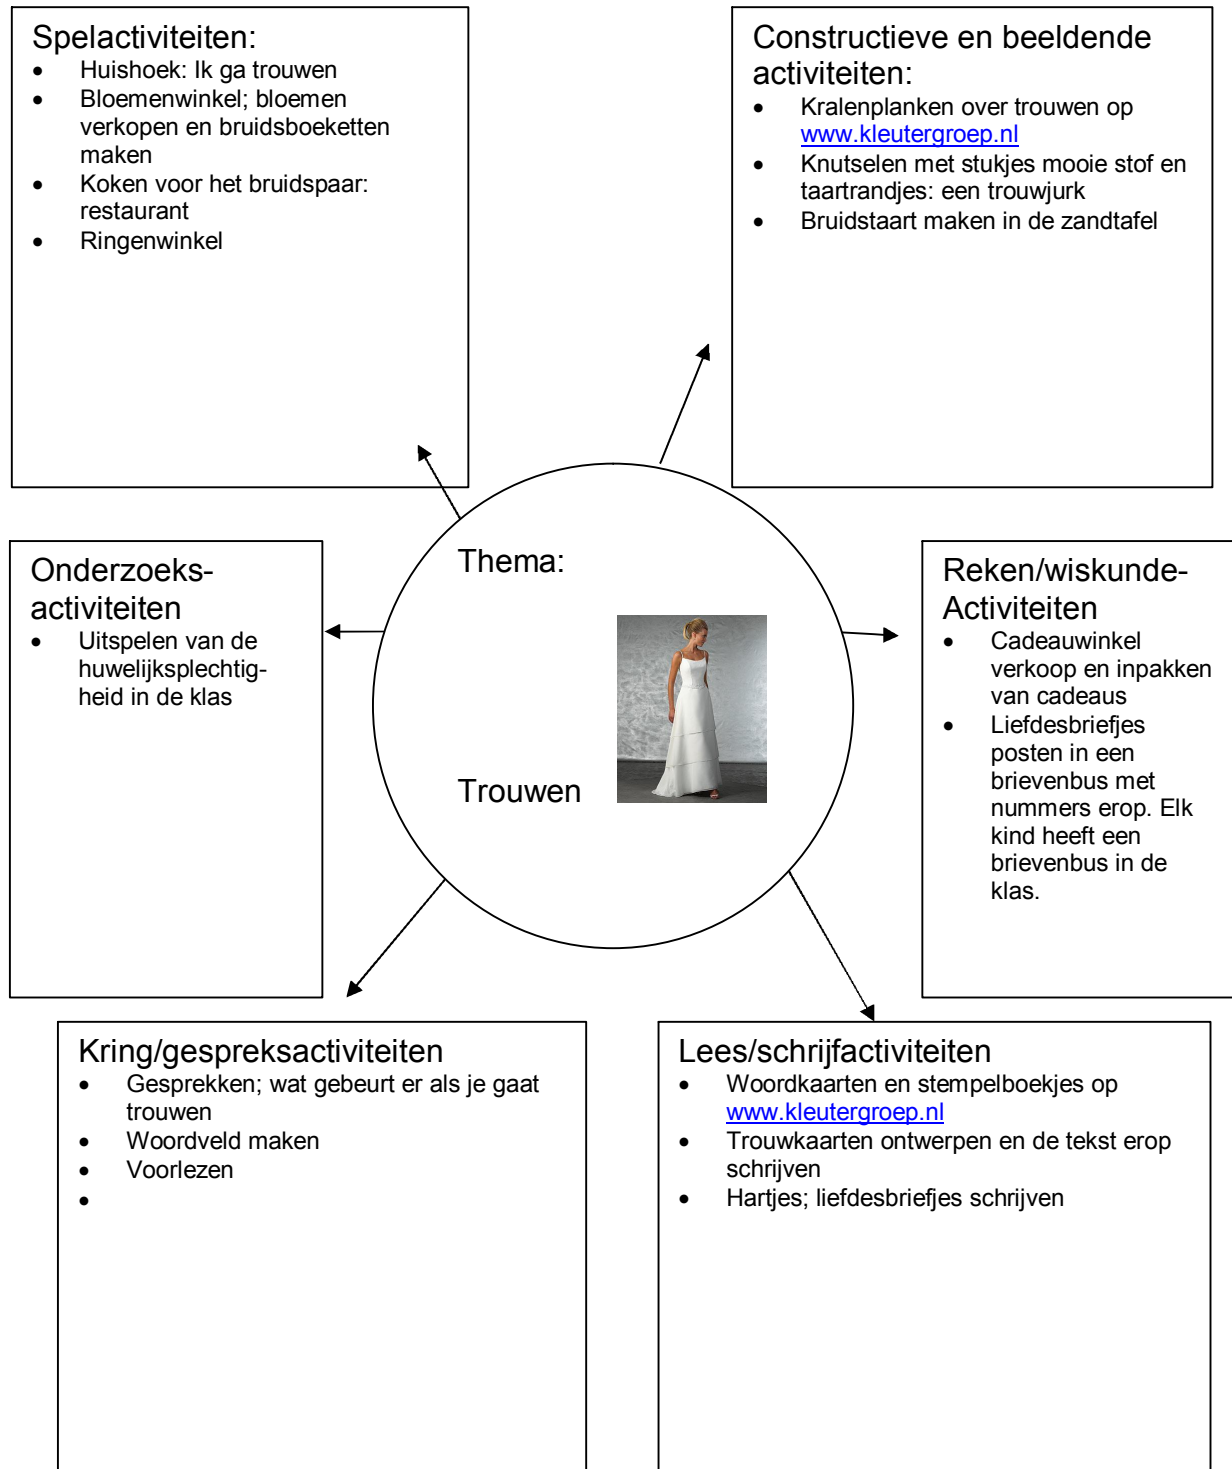 Spelactiviteiten:
• Huishoek: Ik ga trouwen
• Bloemenwinkel; bloemen
verkopen en bruidsboeketten
maken
• Koken voor het bruidspaar:
restaurant
• Ringenwinkel
Constructieve en beeldende
activiteiten:
• Kralenplanken over trouwen op
www.kleutergroep.nl
• Knutselen met stukjes mooie stof en
taartrandjes: een trouwjurk
• Bruidstaart maken in de zandtafel
Onderzoeks-
activiteiten
• Uitspelen van de
huwelijksplechtig-
heid in de klas
Thema:
Trouwen
Reken/wiskunde-
Activiteiten
• Cadeauwinkel
verkoop en inpakken
van cadeaus
• Liefdesbriefjes
posten in een
brievenbus met
nummers erop. Elk
kind heeft een
brievenbus in de
klas.
Kring/gespreksactiviteiten
• Gesprekken; wat gebeurt er als je gaat
trouwen
• Woordveld maken
• Voorlezen
•
Lees/schrijfactiviteiten
• Woordkaarten en stempelboekjes op
www.kleutergroep.nl
• Trouwkaarten ontwerpen en de tekst erop
schrijven
• Hartjes; liefdesbriefjes schrijven